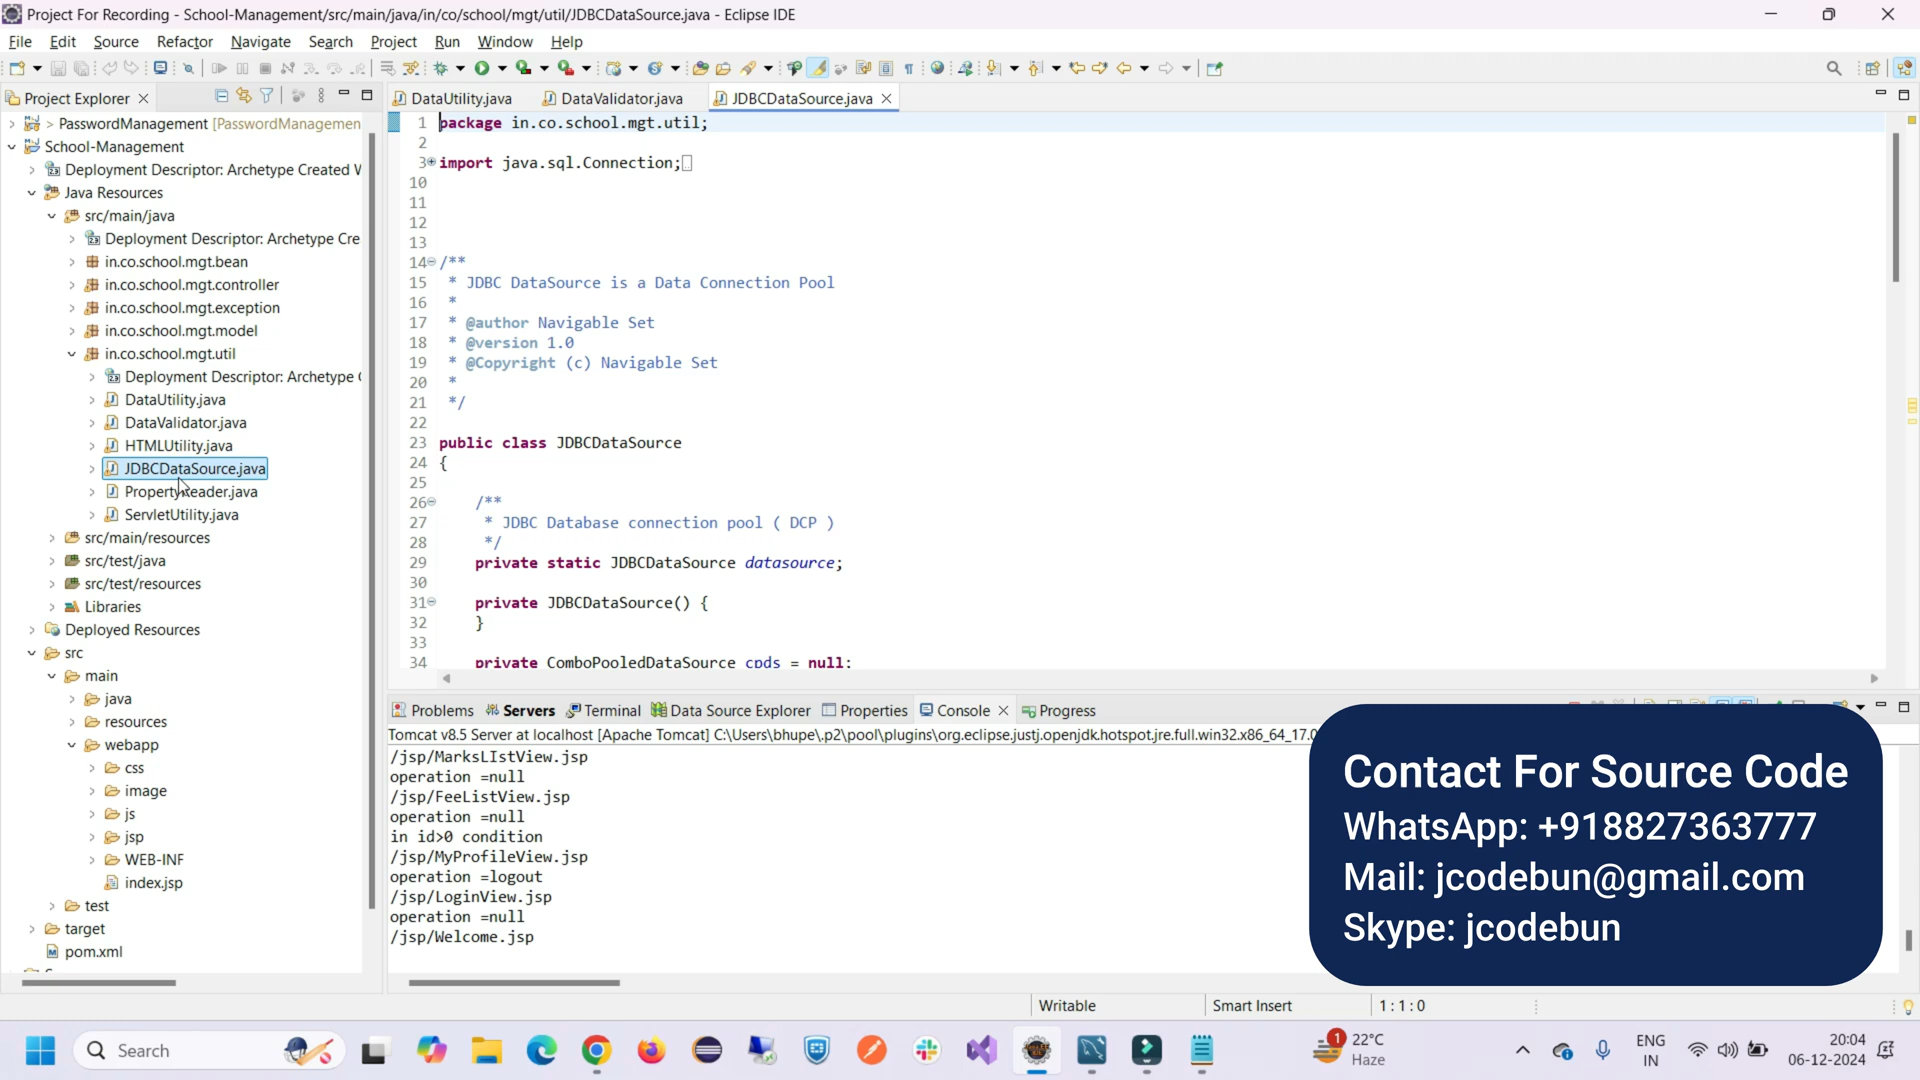 Project For Recording - School-Management/src/main/java/in/co/school/mgt/util/JDBCDataSource.java - Eclipse IDE
File Edit Source Refactor Navigate Search Project Run Window Help
Project Explorer
DataUtility.java DataValidator.java JDBCDataSource.java
> PasswordManagement [PasswordManagemen
School-Management
Deployment Descriptor: Archetype Created W
Java Resources
src/main/java
Deployment Descriptor: Archetype Cre
in.co.school.mgt.bean
in.co.school.mgt.controller
in.co.school.mgt.exception
in.co.school.mgt.model
in.co.school.mgt.util
Deployment Descriptor: Archetype
DataUtility.java
DataValidator.java
HTMLUtility.java
JDBCDataSource.java
PropertyReader.java
ServletUtility.java
src/main/resources
src/test/java
src/test/resources
Libraries
Deployed Resources
src
main
java
resources
webapp
css
image
js
jsp
WEB-INF
index.jsp
test
target
pom.xml
1 package in.co.school.mgt.util;
2
3 import java.sql.Connection;
10
11
12
13
14 /**
15 * JDBC DataSource is a Data Connection Pool
16 *
17 * @author Navigable Set
18 * @version 1.0
19 * @Copyright (c) Navigable Set
20 *
21 */
22
23 public class JDBCDataSource
24 {
25
26 /**
27 * JDBC Database connection pool ( DCP )
28 */
29 private static JDBCDataSource datasource;
30
31 private JDBCDataSource() {
32 }
33
34 private ComboPooledDataSource cpds = null;
Problems Servers Terminal Data Source Explorer Properties Console Progress
Tomcat v8.5 Server at localhost [Apache Tomcat] C:\Users\bhupe\.p2\pool\plugins\org.eclipse.justj.openjdk.hotspot.jre.full.win32.x86_64_17.0
/jsp/MarksLIstView.jsp
operation =null
/jsp/FeeListView.jsp
operation =null
in id>0 condition
/jsp/MyProfileView.jsp
operation =logout
/jsp/LoginView.jsp
operation =null
/jsp/Welcome.jsp
Contact For Source Code
WhatsApp: +918827363777
Mail: jcodebun@gmail.com
Skype: jcodebun
Writable Smart Insert 1 : 1 : 0
Search
1
22°C
Haze
ENG
IN
20:04
06-12-2024